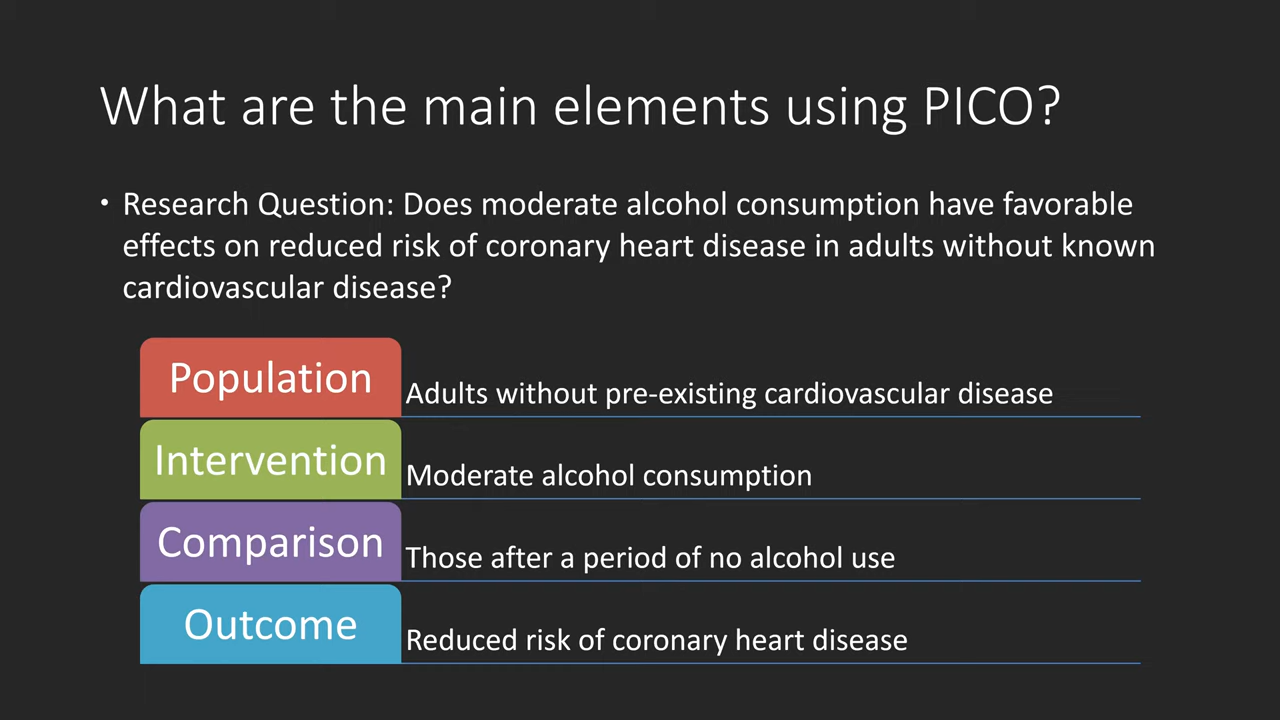 What are the main elements using PICO?
• Research Question: Does moderate alcohol consumption have favorable
effects on reduced risk of coronary heart disease in adults without known
cardiovascular disease?
Population
Adults without pre-existing cardiovascular disease
Intervention
Moderate alcohol consumption
Comparison
Those after a period of no alcohol use
Outcome
Reduced risk of coronary heart disease